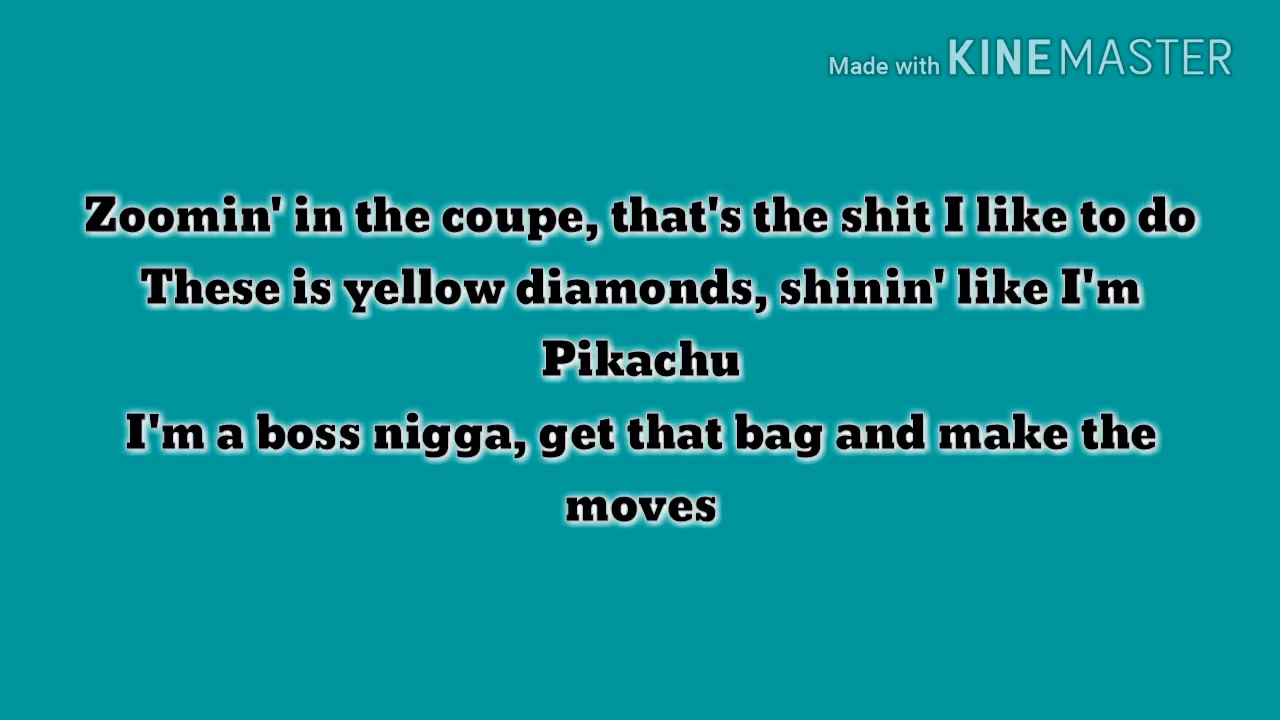 Made with KINEMASTER
Zoomin' in the coupe, that's the shit I like to do
These is yellow diamonds, shinin' like I'm
Pikachu
I'm a boss nigga, get that bag and make the
moves